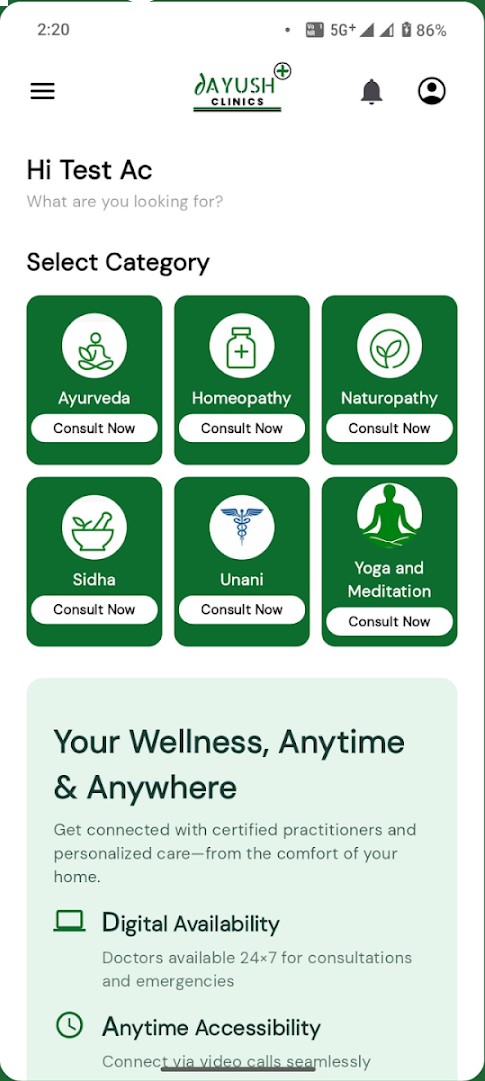 2:20
Vo
NR
5G+
86%
AYUSH
CLINICS
Hi Test Ac
What are you looking for?
Select Category
Ayurveda
Consult Now
Homeopathy
Consult Now
Naturopathy
Consult Now
Sidha
Consult Now
Unani
Consult Now
Yoga and
Meditation
Consult Now
Your Wellness, Anytime
& Anywhere
Get connected with certified practitioners and
personalized care—from the comfort of your
home.
Digital Availability
Doctors available 24×7 for consultations
and emergencies
Anytime Accessibility
Connect via video calls seamlessly